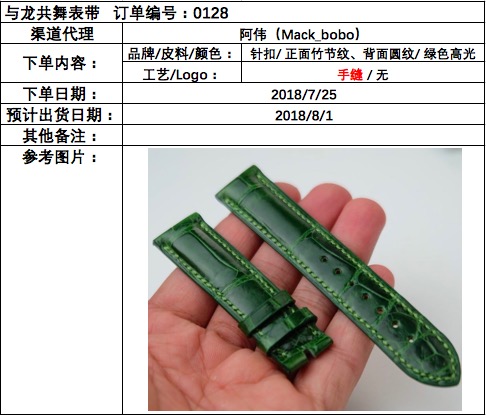 与龙共舞表带 订单编号：0128
渠道代理 阿伟（Mack_bobo）
下单内容： 品牌/皮料/颜色： 针扣/ 正面竹节纹、背面圆纹/ 绿色高光
工艺/Logo： 手缝 / 无
下单日期： 2018/7/25
预计出货日期： 2018/8/1
其他备注：
参考图片：